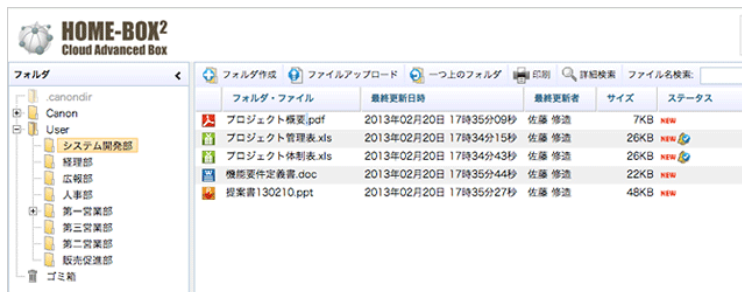 HOME-BOX²
Cloud Advanced Box
フォルダ
.canondir
Canon
User
システム開発部
経理部
広報部
人事部
第一営業部
第三営業部
第二営業部
販売促進部
ゴミ箱
フォルダ作成 ファイルアップロード 一つ上のフォルダ 印刷 詳細検索 ファイル名検索:
フォルダ・ファイル 最終更新日時 最終更新者 サイズ ステータス
プロジェクト概要.pdf 2013年02月20日 17時35分09秒 佐藤 修造 7KB NEW
プロジェクト管理表.xls 2013年02月20日 17時34分15秒 佐藤 修造 26KB NEW
プロジェクト体制表.xls 2013年02月20日 17時34分43秒 佐藤 修造 26KB NEW
機能要件定義書.doc 2013年02月20日 17時35分44秒 佐藤 修造 22KB NEW
提案書130210.ppt 2013年02月20日 17時35分27秒 佐藤 修造 48KB NEW